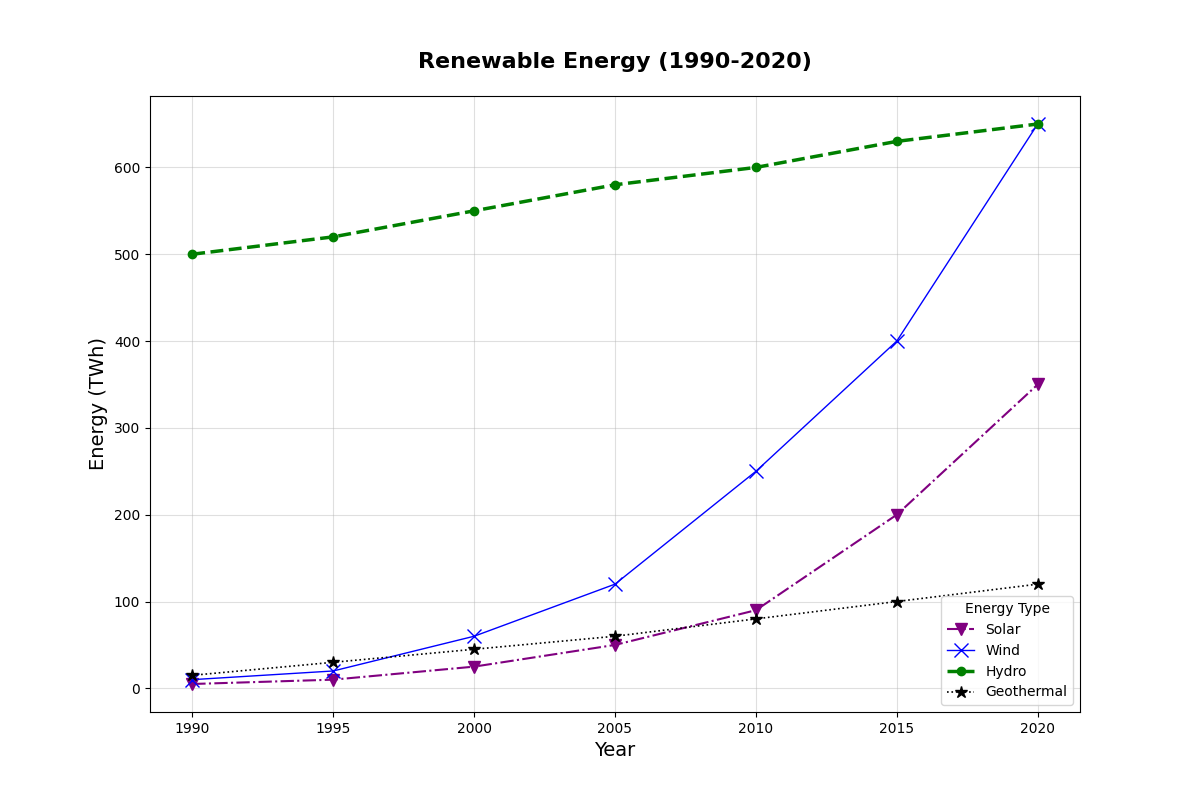 Renewable Energy (1990-2020)
Energy (TWh)
600
500
400
300
200
100
0
1990 1995 2000 2005 2010 2015 2020
Year
Energy Type
Solar
Wind
Hydro
Geothermal